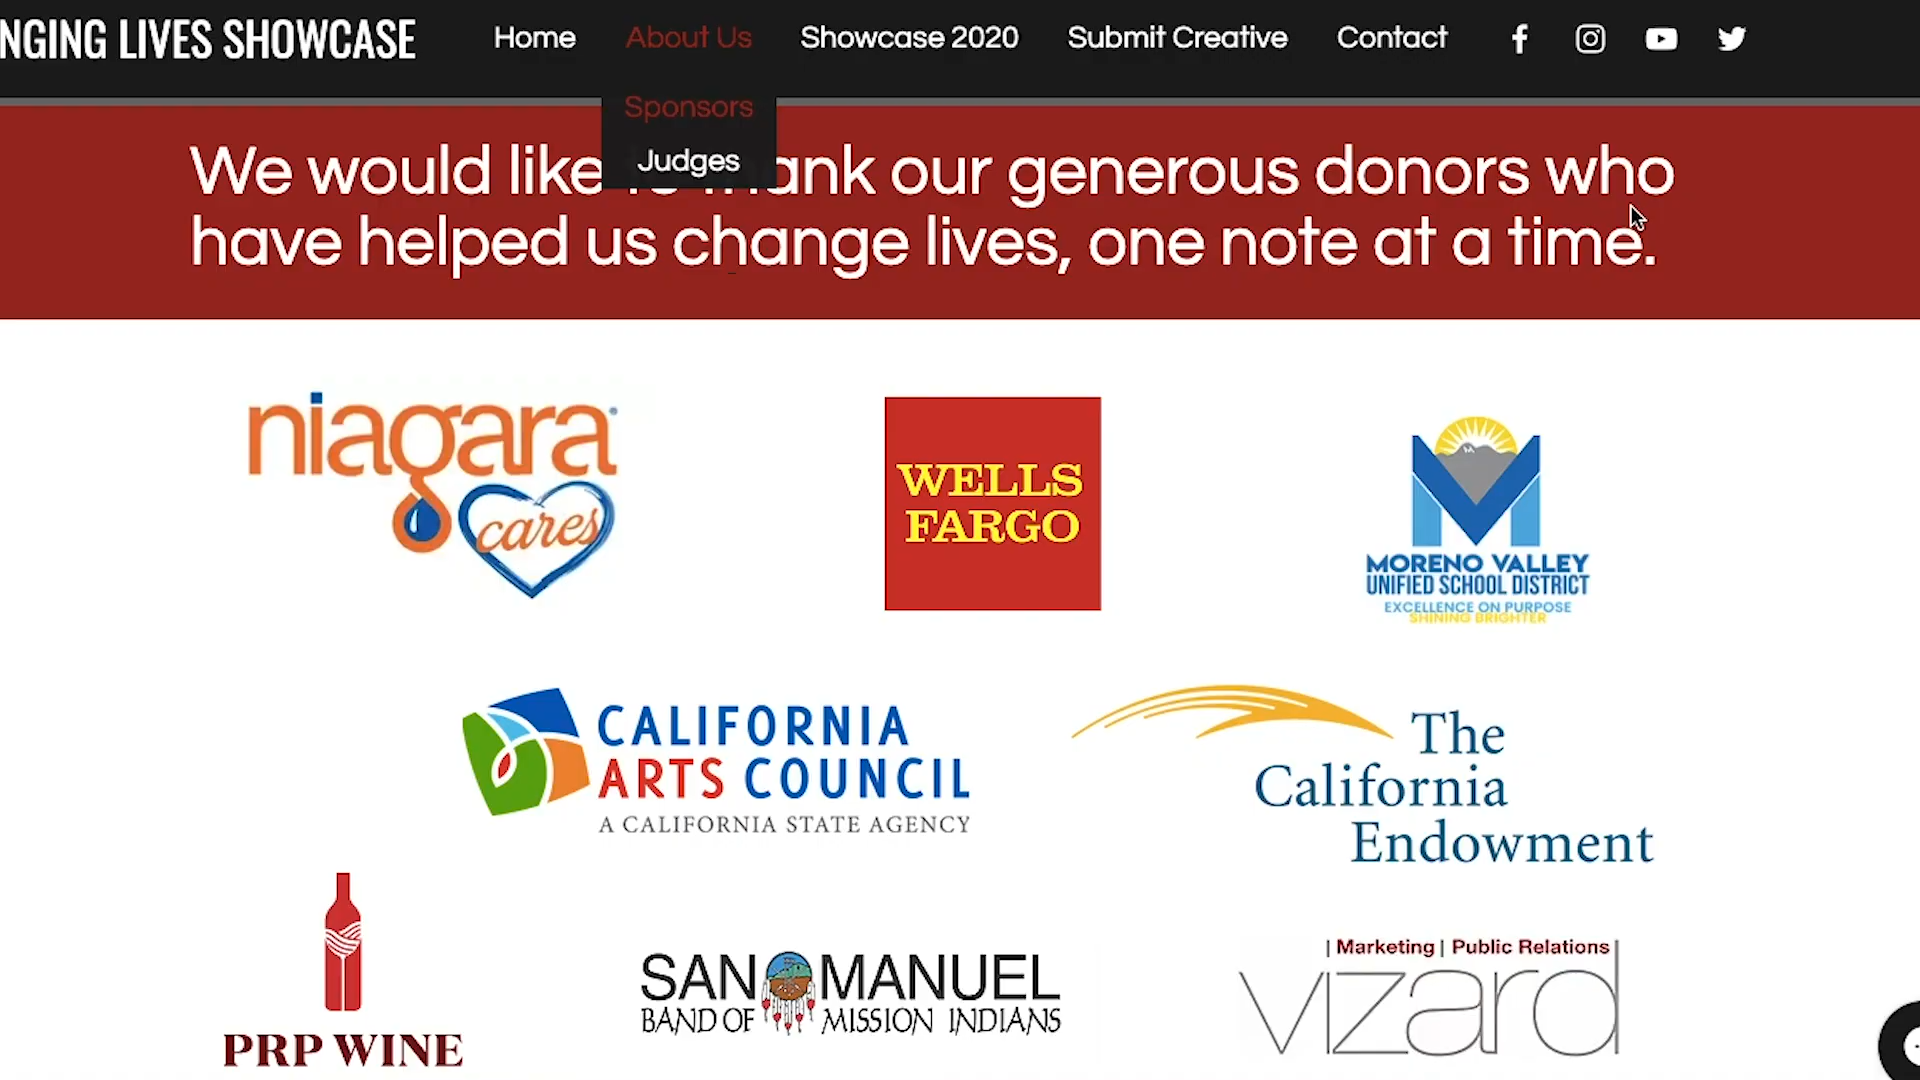 NGING LIVES SHOWCASE
Home About Us Showcase 2020 Submit Creative Contact
Sponsors
Judges
We would like ank our generous donors who
have helped us change lives, one note at a time.
niagara
cares
WELLS
FARGO
MORENO VALLEY
UNIFIED SCHOOL DISTRICT
EXCELLENCE ON PURPOSE
SHINING BRIGHTER
CALIFORNIA
ARTS COUNCIL
A CALIFORNIA STATE AGENCY
The
California
Endowment
PRP WINE
SAN MANUEL
BAND OF MISSION INDIANS
| Marketing | Public Relations |
vizard